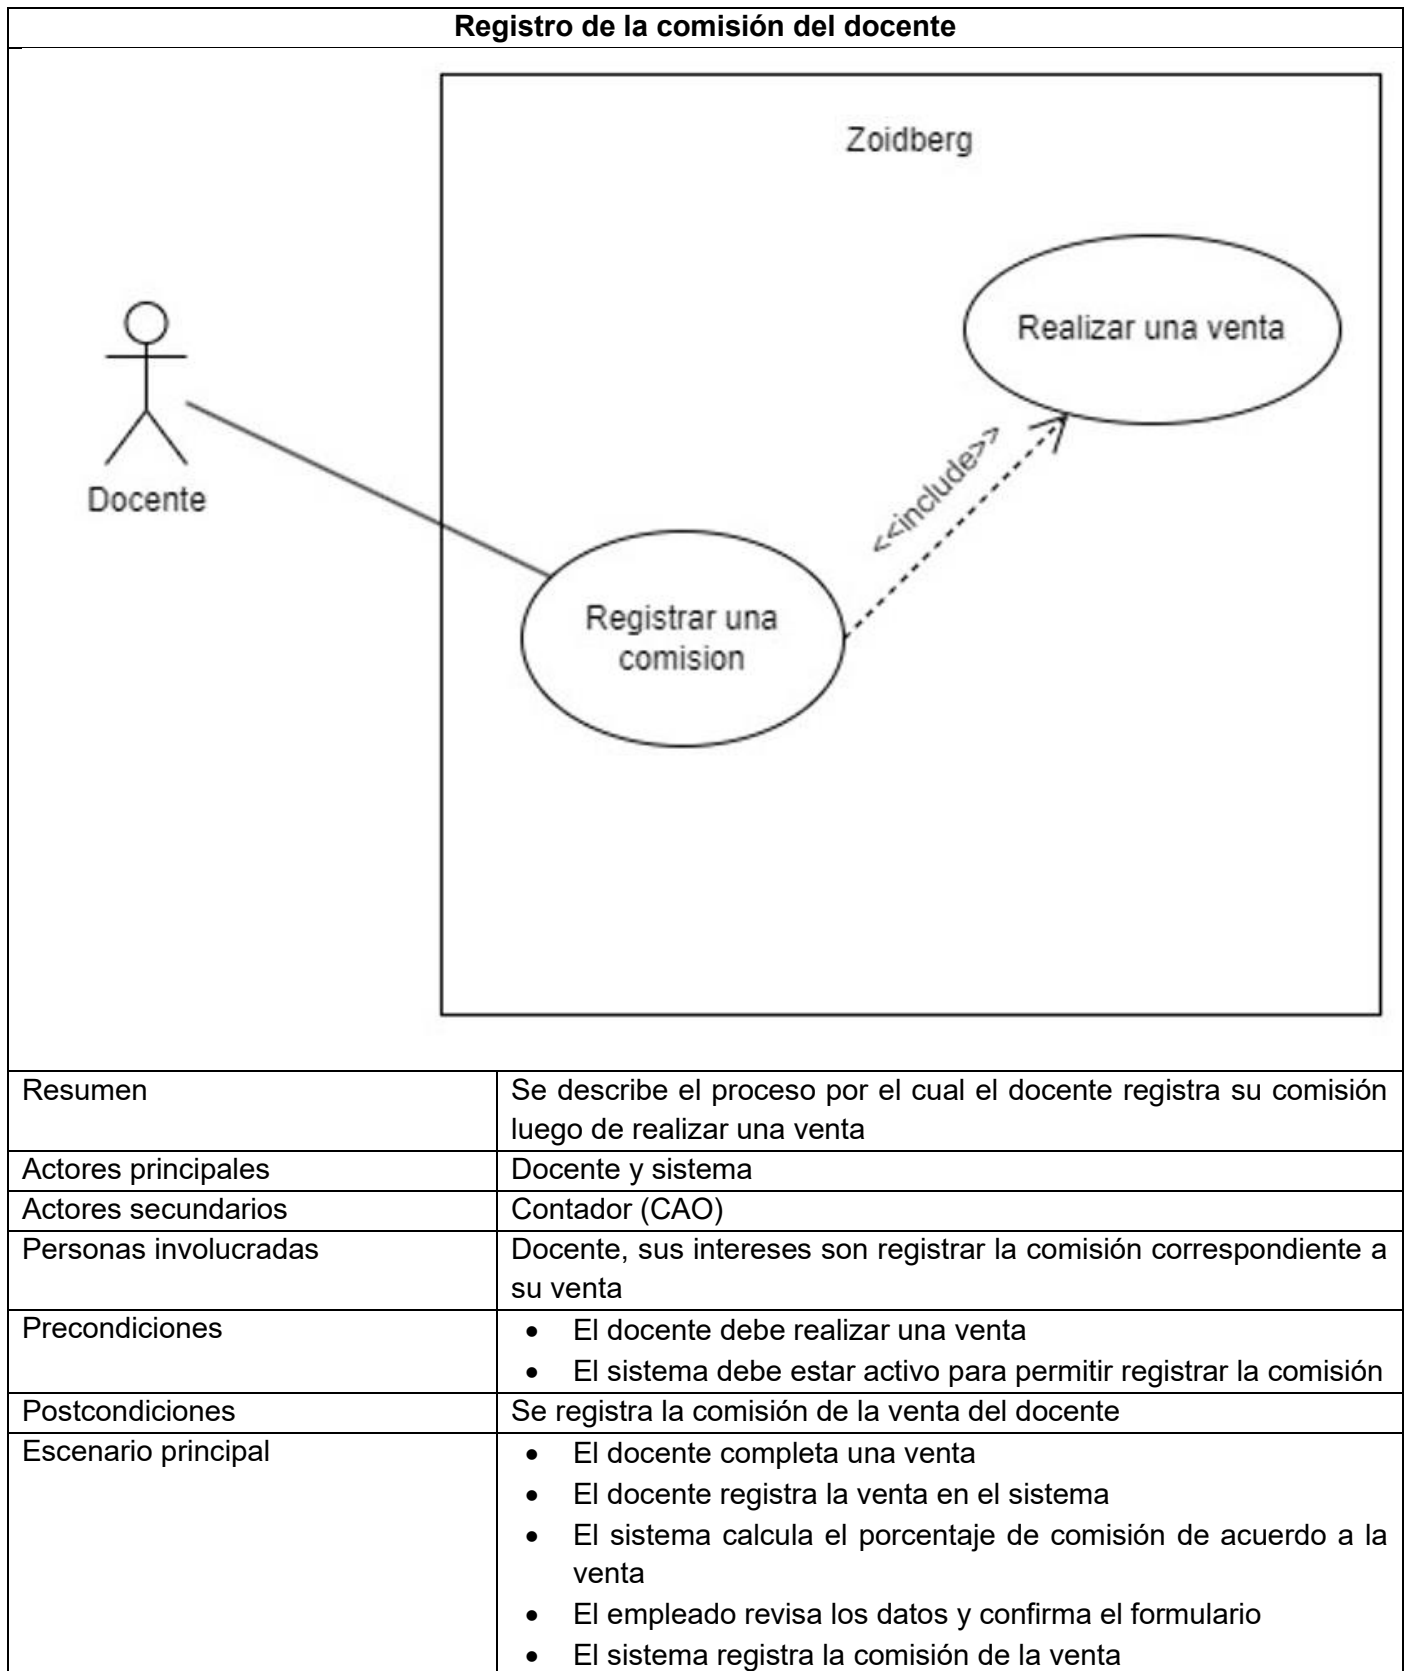 Registro de la comisión del docente
Zoidberg
Realizar una venta
<<include>>
Docente
Registrar una
comision
Resumen
Se describe el proceso por el cual el docente registra su comisión
luego de realizar una venta
Actores principales
Docente y sistema
Actores secundarios
Contador (CAO)
Personas involucradas
Docente, sus intereses son registrar la comisión correspondiente a
su venta
Precondiciones
• El docente debe realizar una venta
• El sistema debe estar activo para permitir registrar la comisión
Postcondiciones
Se registra la comisión de la venta del docente
Escenario principal
• El docente completa una venta
• El docente registra la venta en el sistema
• El sistema calcula el porcentaje de comisión de acuerdo a la
venta
• El empleado revisa los datos y confirma el formulario
• El sistema registra la comisión de la venta